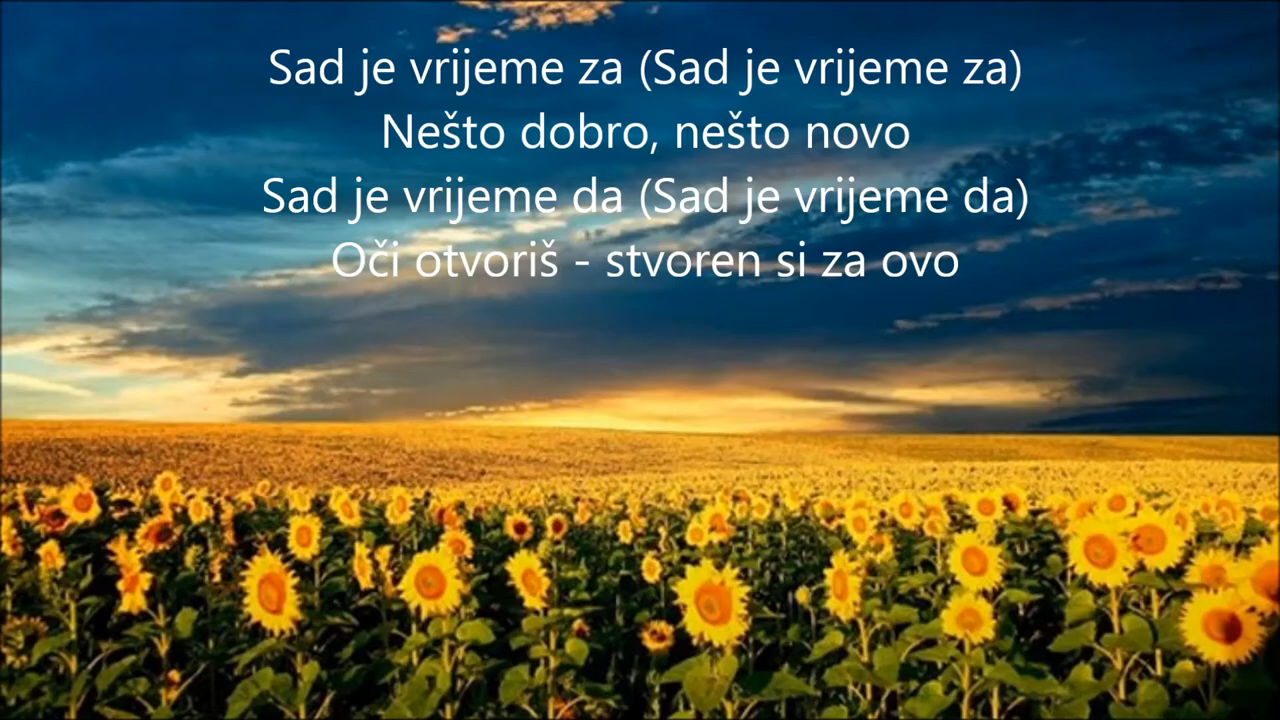 Sad je vrijeme za (Sad je vrijeme za)
Nešto dobro, nešto novo
Sad je vrijeme da (Sad je vrijeme da)
Oči otvoriš - stvoren si za ovo